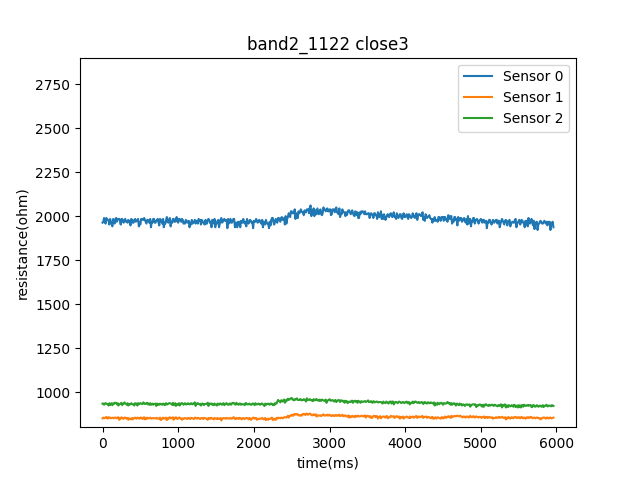 band2_1122 close3
Sensor 0
Sensor 1
Sensor 2
resistance(ohm)
2750
2500
2250
2000
1750
1500
1250
1000
0 1000 2000 3000 4000 5000 6000
time(ms)